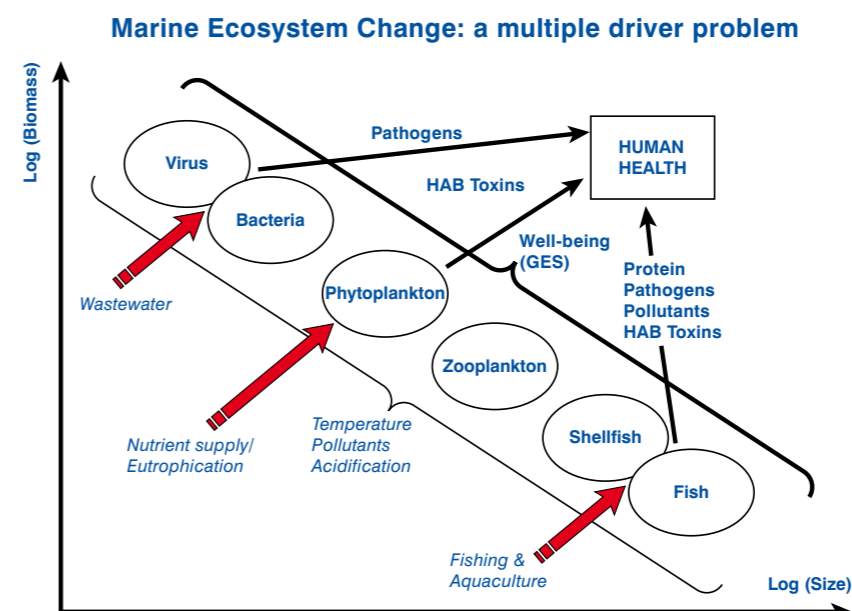 Marine Ecosystem Change: a multiple driver problem
Log (Biomass)
Pathogens
HUMAN
HEALTH
Virus
HAB Toxins
Bacteria
Well-being
(GES)
Protein
Pathogens
Pollutants
HAB Toxins
Wastewater
Phytoplankton
Zooplankton
Nutrient supply/
Eutrophication
Temperature
Pollutants
Acidification
Shellfish
Fish
Fishing &
Aquaculture
Log (Size)